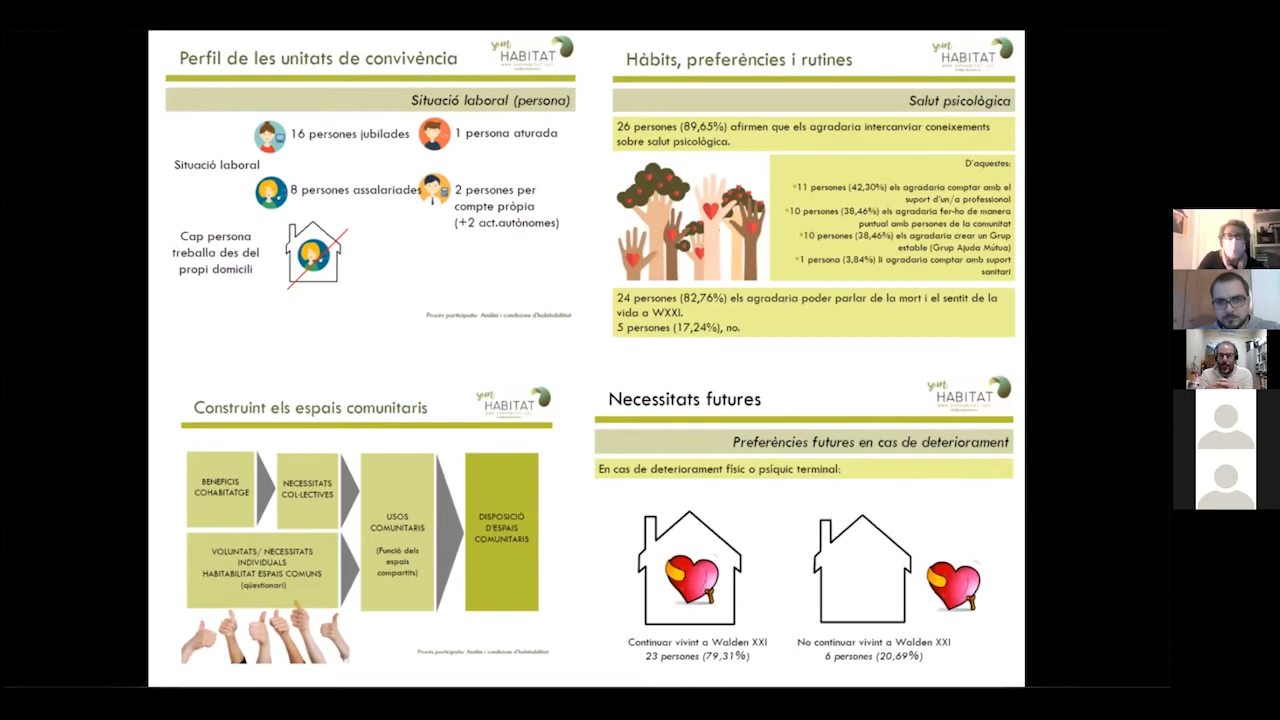 Perfil de les unitats de convivència
som
HABITAT
Situació laboral (persona)
16 persones jubilades
1 persona aturada
Situació laboral
8 persones assalariades
2 persones per
compte pròpia
(+2 act.autònomes)
Cap persona
treballa des del
propi domicili
Procés participatiu Anàlisi i condicions d'habitabilitat
Hàbits, preferències i rutines
som
HABITAT
Salut psicològica
26 persones (89,65%) afirmen que els agradaria intercanviar coneixements
sobre salut psicològica.
D'aquestes:
*11 persones (42,30%) els agradaria comptar amb el
suport d'un/a professional
*10 persones (38,46%) els agradaria fer-ho de manera
puntual amb persones de la comunitat
*10 persones (38,46%) els agradaria crear un Grup
estable (Grup Ajuda Mútua)
*1 persona (3,84%) li agradaria comptar amb suport
sanitari
24 persones (82,76%) els agradaria poder parlar de la mort i el sentit de la
vida a WXXI.
5 persones (17,24%), no.
Construint els espais comunitaris
som
HABITAT
BENEFICIS
COHABITATGE
NECESSITATS
COL·LECTIVES
VOLUNTATS/ NECESSITATS
INDIVIDUALS
HABITABILITAT ESPAIS COMUNS
(qüestionari)
USOS
COMUNITARIS
(Funció dels
espais
compartits)
DISPOSICIÓ
D'ESPAIS
COMUNITARIS
Procés participatiu Anàlisi i condicions d'habitabilitat
Necessitats futures
som
HABITAT
Preferències futures en cas de deteriorament
En cas de deteriorament físic o psíquic terminal:
Continuar vivint a Walden XXI
23 persones (79,31%)
No continuar vivint a Walden XXI
6 persones (20,69%)